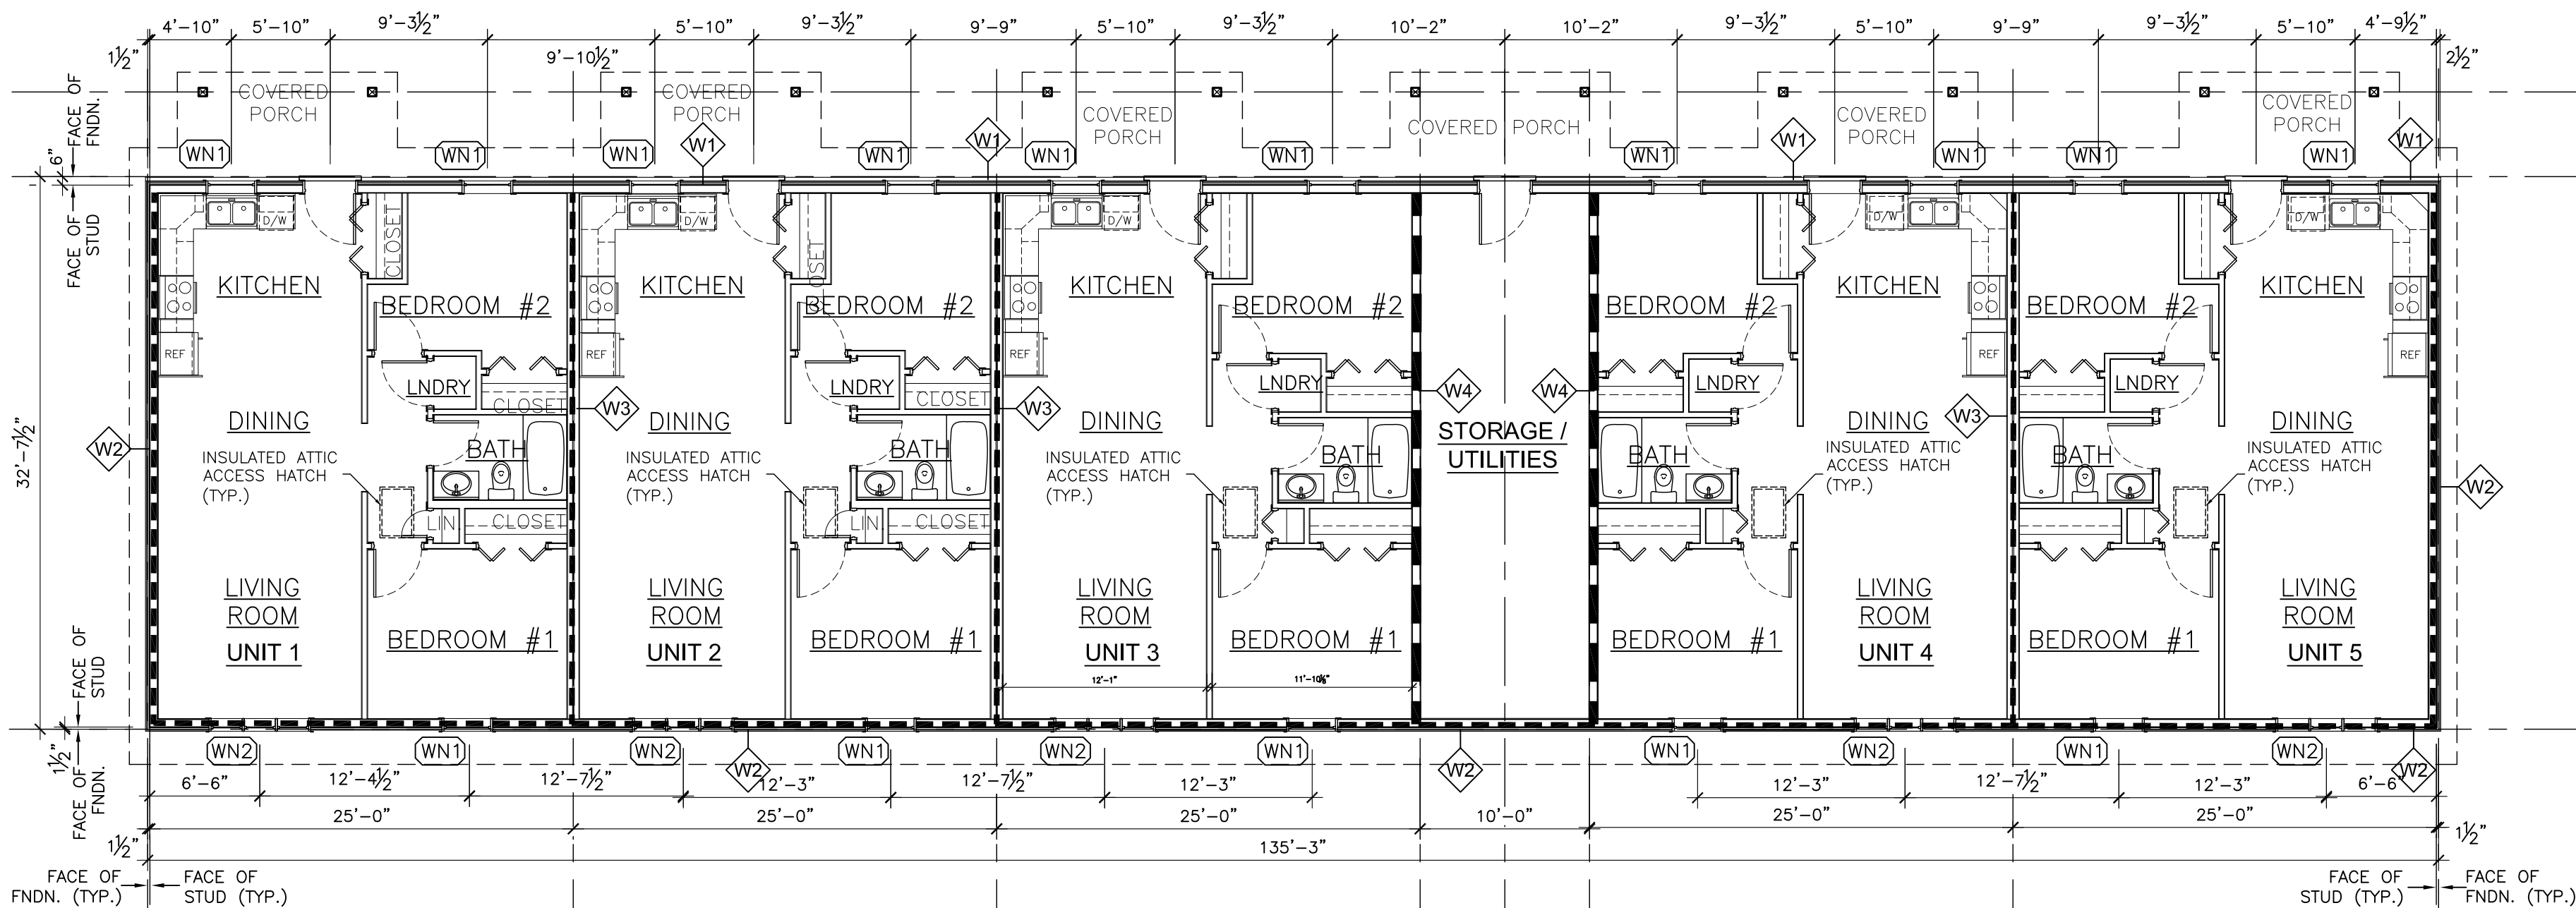 4'-10" 5'-10" 9'-3½" 5'-10" 9'-3½" 9'-9" 5'-10" 9'-3½" 10'-2" 10'-2" 9'-3½" 5'-10" 9'-9" 9'-3½" 5'-10" 4'-9½"
1½" 9'-10½" 2½"
FACE OF
FNDN.
6"
FACE OF
STUD
COVERED
PORCH
COVERED
PORCH
COVERED
PORCH
COVERED PORCH
COVERED
PORCH
COVERED
PORCH
W1 W1 W1 W1
WN1 WN1 WN1 WN1 WN1 WN1 WN1 WN1 WN1 WN1
D/W D/W D/W D/W D/W
CLOSET
KITCHEN KITCHEN KITCHEN KITCHEN KITCHEN
BEDROOM #2 BEDROOM #2 BEDROOM #2 BEDROOM #2 BEDROOM #2
REF REF REF REF REF
LNDRY LNDRY LNDRY LNDRY LNDRY
CLOSET CLOSET
W3 W3 W4 W4 W3
DINING DINING DINING DINING DINING
32'-7½"
W2 W2
BATH BATH BATH BATH BATH
STORAGE /
UTILITIES
INSULATED ATTIC
ACCESS HATCH
(TYP.)
INSULATED ATTIC
ACCESS HATCH
(TYP.)
INSULATED ATTIC
ACCESS HATCH
(TYP.)
INSULATED ATTIC
ACCESS HATCH
(TYP.)
INSULATED ATTIC
ACCESS HATCH
(TYP.)
LIN CLOSET LIN CLOSET
LIVING
ROOM
UNIT 1
LIVING
ROOM
UNIT 2
LIVING
ROOM
UNIT 3
LIVING
ROOM
UNIT 4
LIVING
ROOM
UNIT 5
BEDROOM #1 BEDROOM #1 BEDROOM #1 BEDROOM #1 BEDROOM #1
12'-1"
FACE OF
STUD
1½"
FACE OF
FNDN.
WN2 WN1 WN2 WN1 WN2 WN1 WN1 WN2 WN1 WN2
W2 W2 W2
6'-6" 12'-4½" 12'-7½" 12'-3" 12'-7½" 12'-3" 12'-3" 12'-7½" 12'-3" 6'-6"
25'-0" 25'-0" 25'-0" 10'-0" 25'-0" 25'-0"
1½" 135'-3" 1½"
FACE OF
FNDN. (TYP.)
FACE OF
STUD (TYP.)
FACE OF
STUD (TYP.)
FACE OF
FNDN. (TYP.)